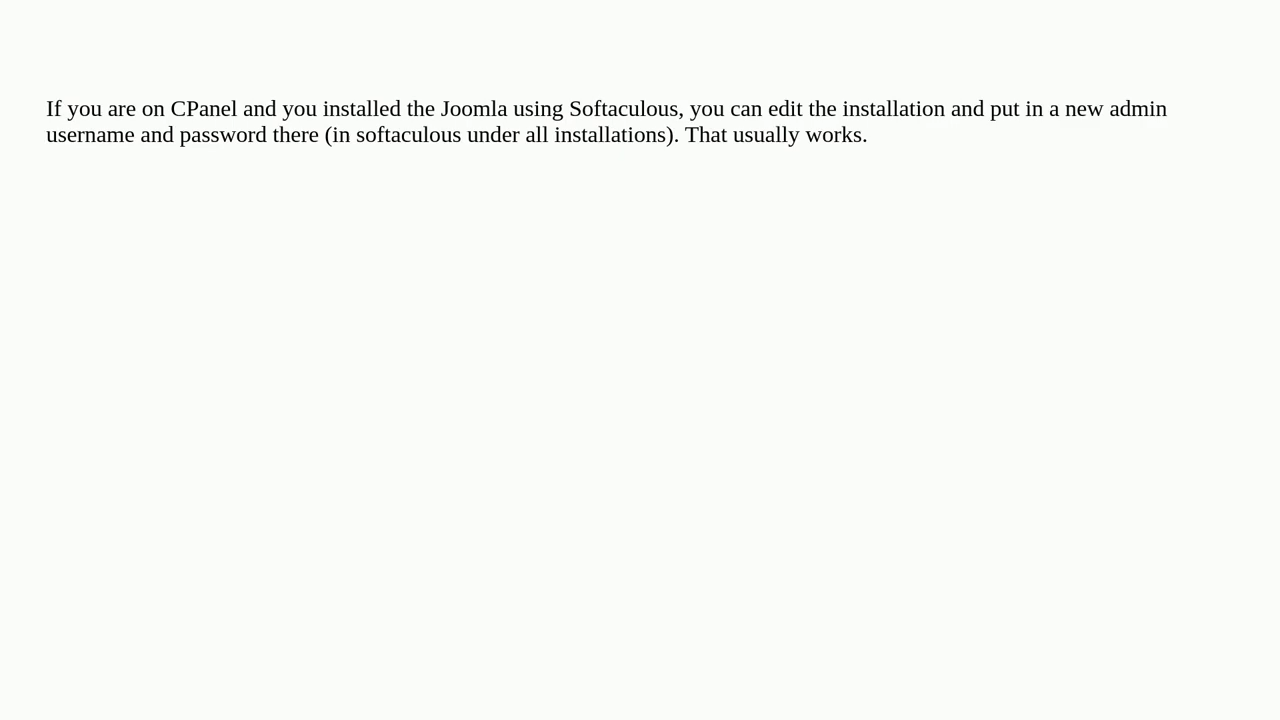 If you are on CPanel and you installed the Joomla using Softaculous, you can edit the installation and put in a new admin
username and password there (in softaculous under all installations). That usually works.